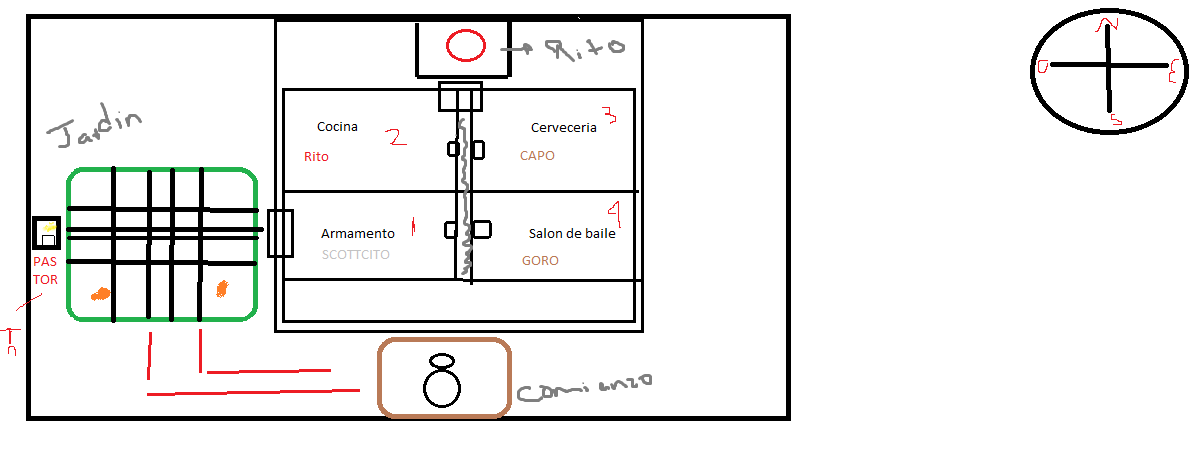 Rito
N
O
E
S
Jardin
Cocina
2
Rito
Cerveceria
3
CAPO
Armamento
1
SCOTTCITO
Salon de baile
4
GORO
PAS
TOR
Comienzo